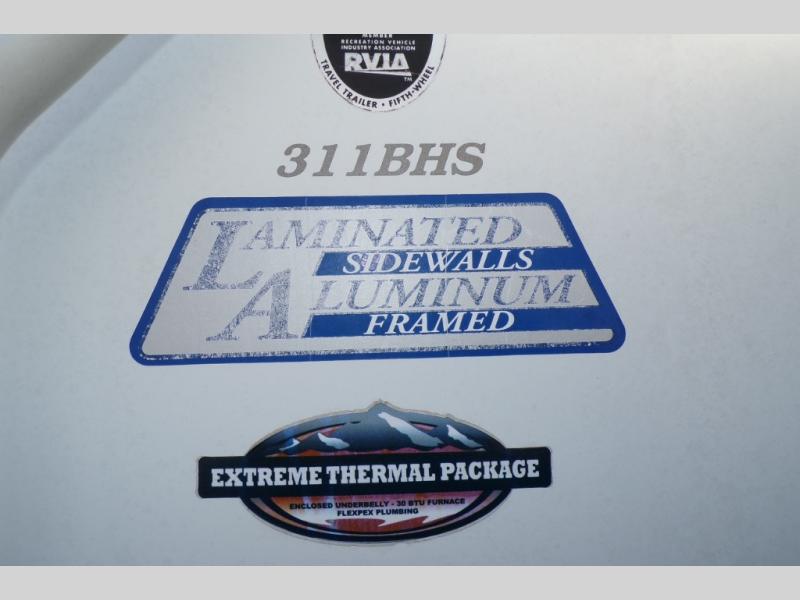 MEMBER
RECREATION VEHICLE
INDUSTRY ASSOCIATION
RVIA
TM
TRAVEL TRAILER • FIFTH-WHEEL
311BHS
LAMINATED
SIDEWALLS
ALUMINUM
FRAMED
EXTREME THERMAL PACKAGE
ENCLOSED UNDERBELLY - 30 BTU FURNACE
FLEXPEX PLUMBING